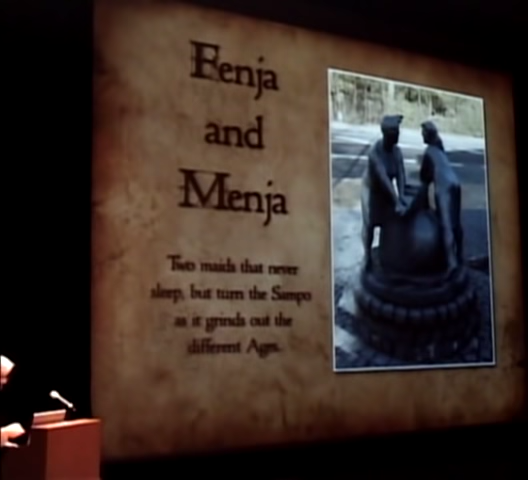 Fenja
and
Menja
Two maids that never
sleep, but turn the Sampo
as it grinds out the
different Ages.